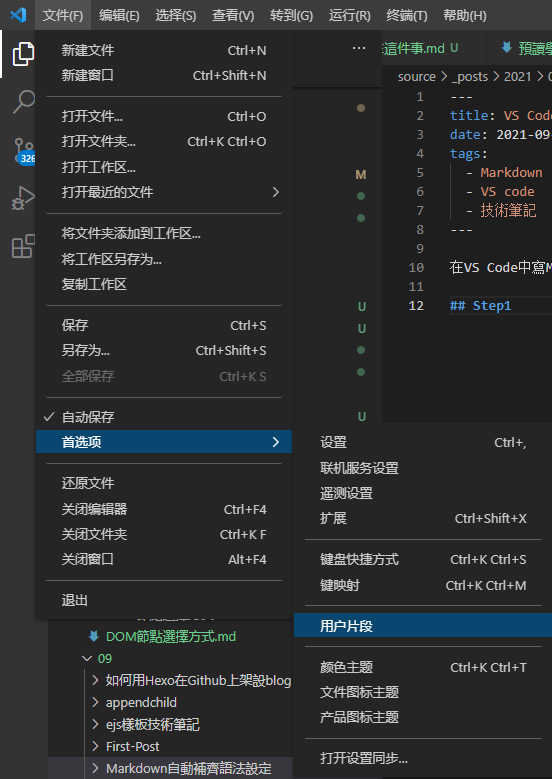 文件(F) 编辑(E) 选择(S) 查看(V) 转到(G) 运行(R) 终端(T) 帮助(H)
新建文件 Ctrl+N
新建窗口 Ctrl+Shift+N
打开文件... Ctrl+O
打开文件夹... Ctrl+K Ctrl+O
打开工作区...
打开最近的文件
将文件夹添加到工作区...
将工作区另存为...
复制工作区
保存 Ctrl+S
另存为... Ctrl+Shift+S
全部保存 Ctrl+K S
自动保存
首选项
还原文件
关闭编辑器 Ctrl+F4
关闭文件夹 Ctrl+K F
关闭窗口 Alt+F4
退出
326
M
U
U
U
...
這件事.md U
預讀
source > _posts > 2021 >
1 ---
2 title: VS Cod
3 date: 2021-09
4 tags:
5 - Markdown
6 - VS code
7 - 技術筆記
8 ---
9
10 在VS Code中寫M
11
12 ## Step1
设置 Ctrl+,
联机服务设置
遥测设置
扩展 Ctrl+Shift+X
键盘快捷方式 Ctrl+K Ctrl+S
键映射 Ctrl+K Ctrl+M
用户片段
颜色主题 Ctrl+K Ctrl+T
文件图标主题
产品图标主题
打开设置同步...
DOM節點選擇方式.md
09
如何用Hexo在Github上架設blog
appendchild
ejs樣板技術筆記
First-Post
Markdown自動補齊語法設定